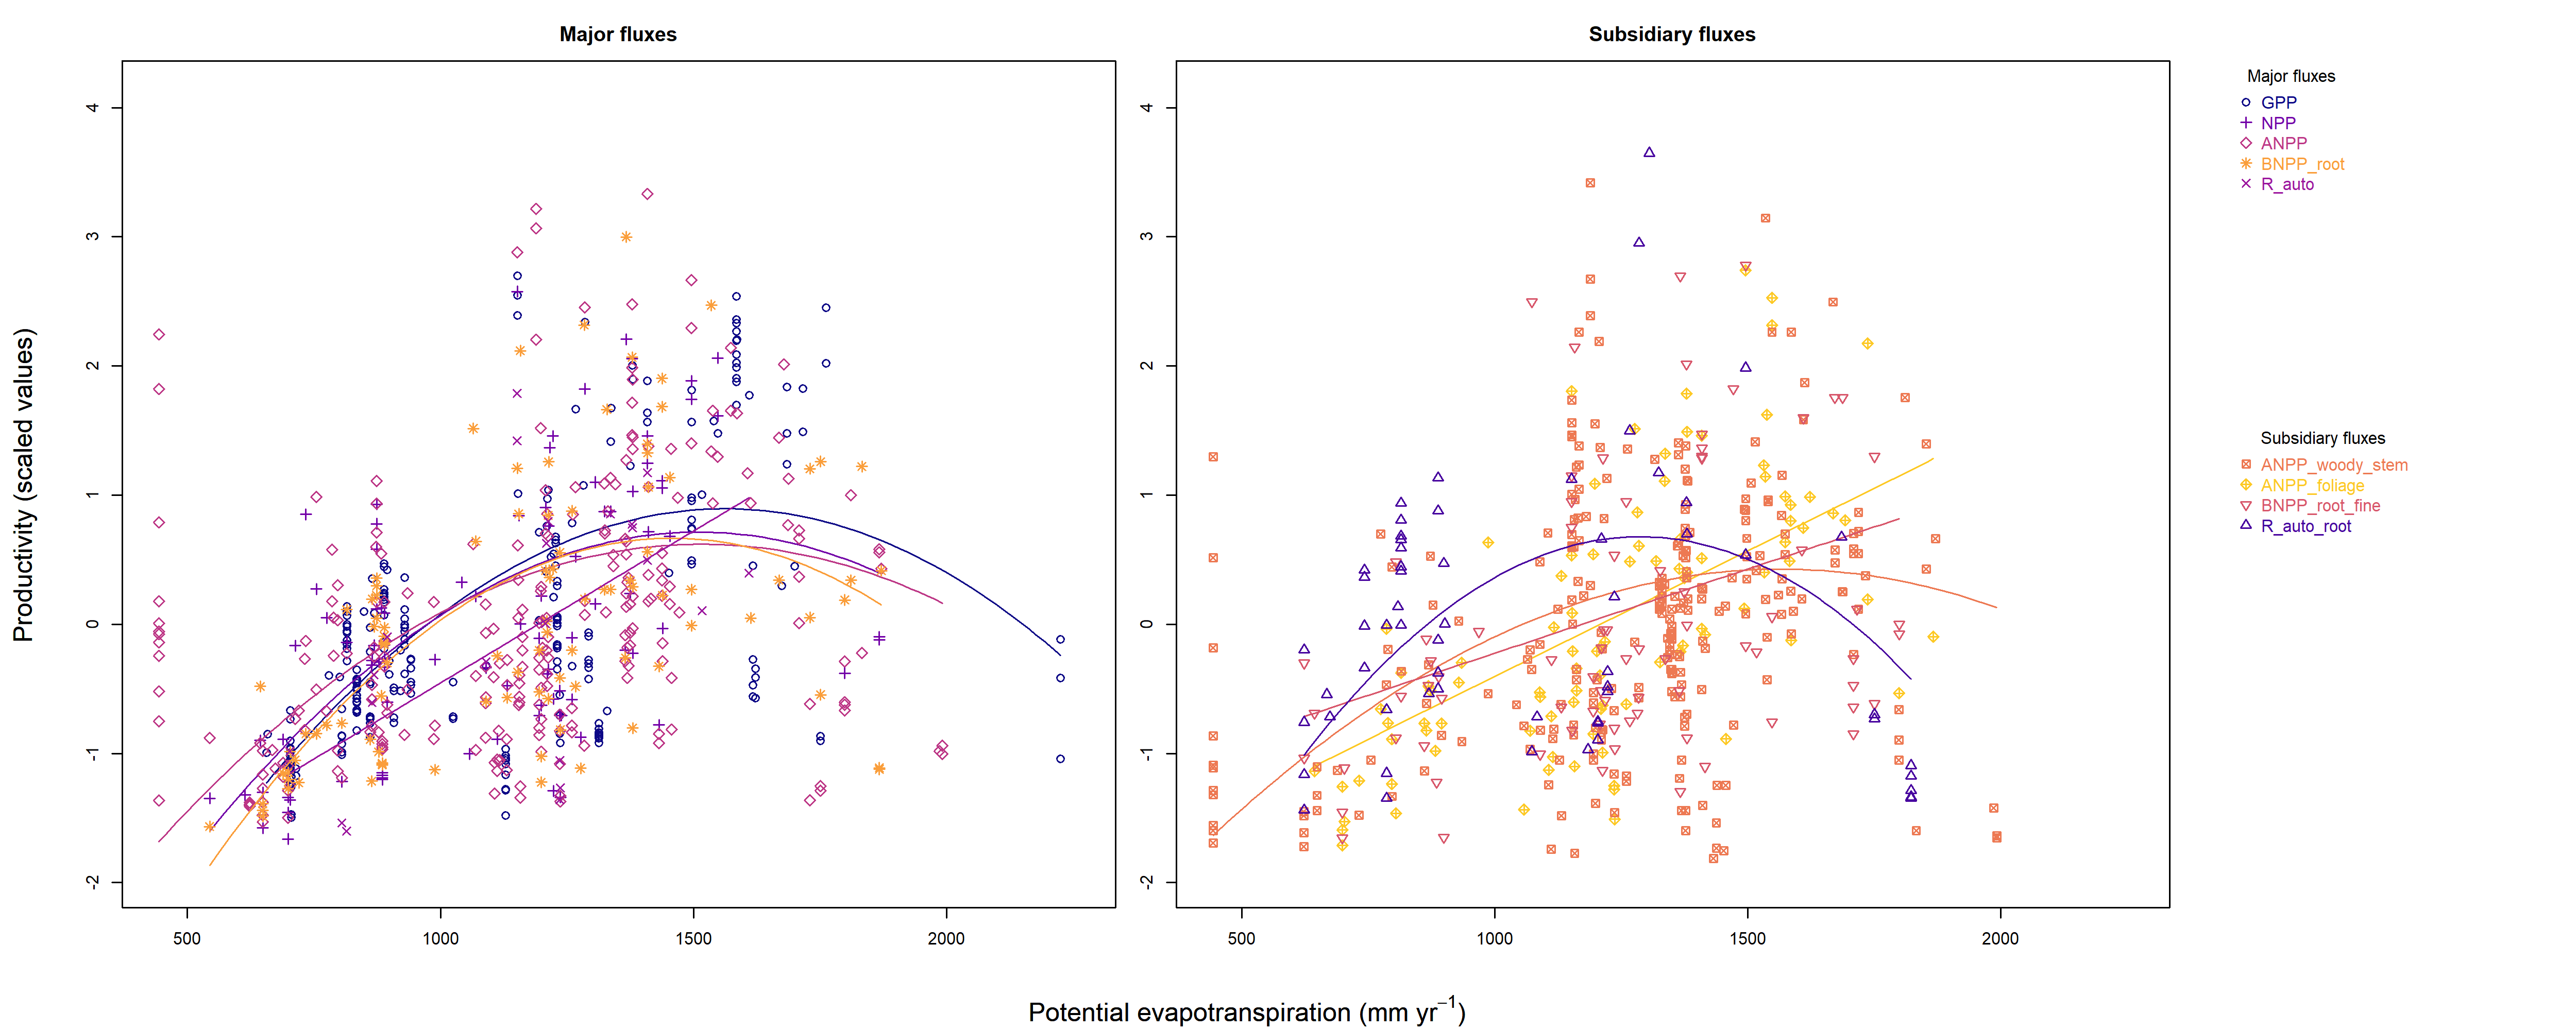 Major fluxes
Subsidiary fluxes
Productivity (scaled values)
4
3
2
1
0
-1
-2
500
1000
1500
2000
4
3
2
1
0
-1
-2
500
1000
1500
2000
Potential evapotranspiration (mm yr⁻¹)
Major fluxes
GPP
NPP
ANPP
BNPP_root
R_auto
Subsidiary fluxes
ANPP_woody_stem
ANPP_foliage
BNPP_root_fine
R_auto_root